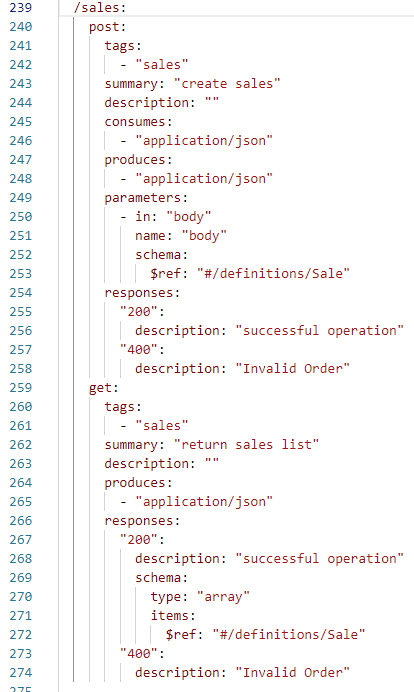 239 /sales:
240 post:
241 tags:
242 - "sales"
243 summary: "create sales"
244 description: ""
245 consumes:
246 - "application/json"
247 produces:
248 - "application/json"
249 parameters:
250 - in: "body"
251 name: "body"
252 schema:
253 $ref: "#/definitions/Sale"
254 responses:
255 "200":
256 description: "successful operation"
257 "400":
258 description: "Invalid Order"
259 get:
260 tags:
261 - "sales"
262 summary: "return sales list"
263 description: ""
264 produces:
265 - "application/json"
266 responses:
267 "200":
268 description: "successful operation"
269 schema:
270 type: "array"
271 items:
272 $ref: "#/definitions/Sale"
273 "400":
274 description: "Invalid Order"
275